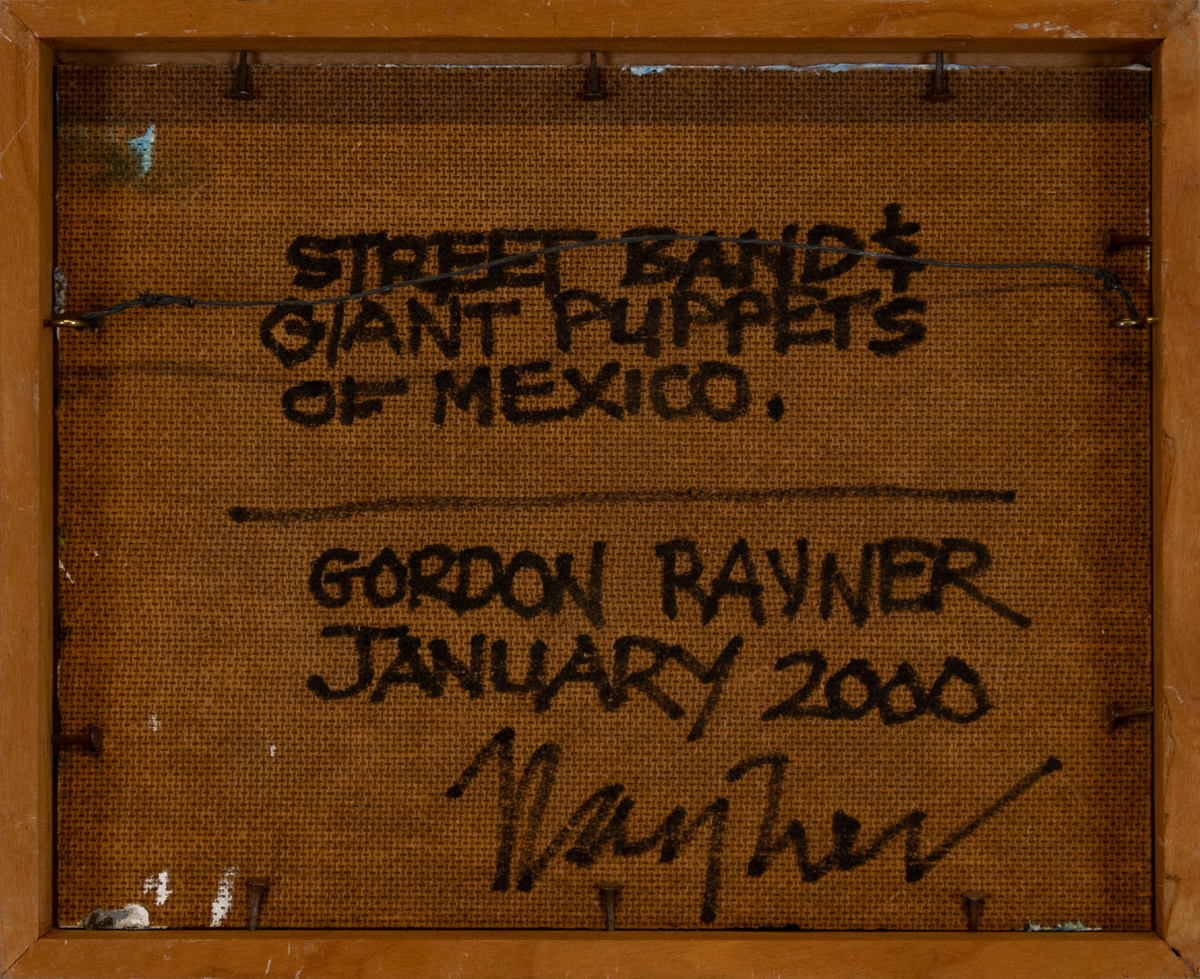 STREET BAND &
GIANT PUPPETS
OF MEXICO.
GORDON RAYNER
JANUARY 2000
Rayner